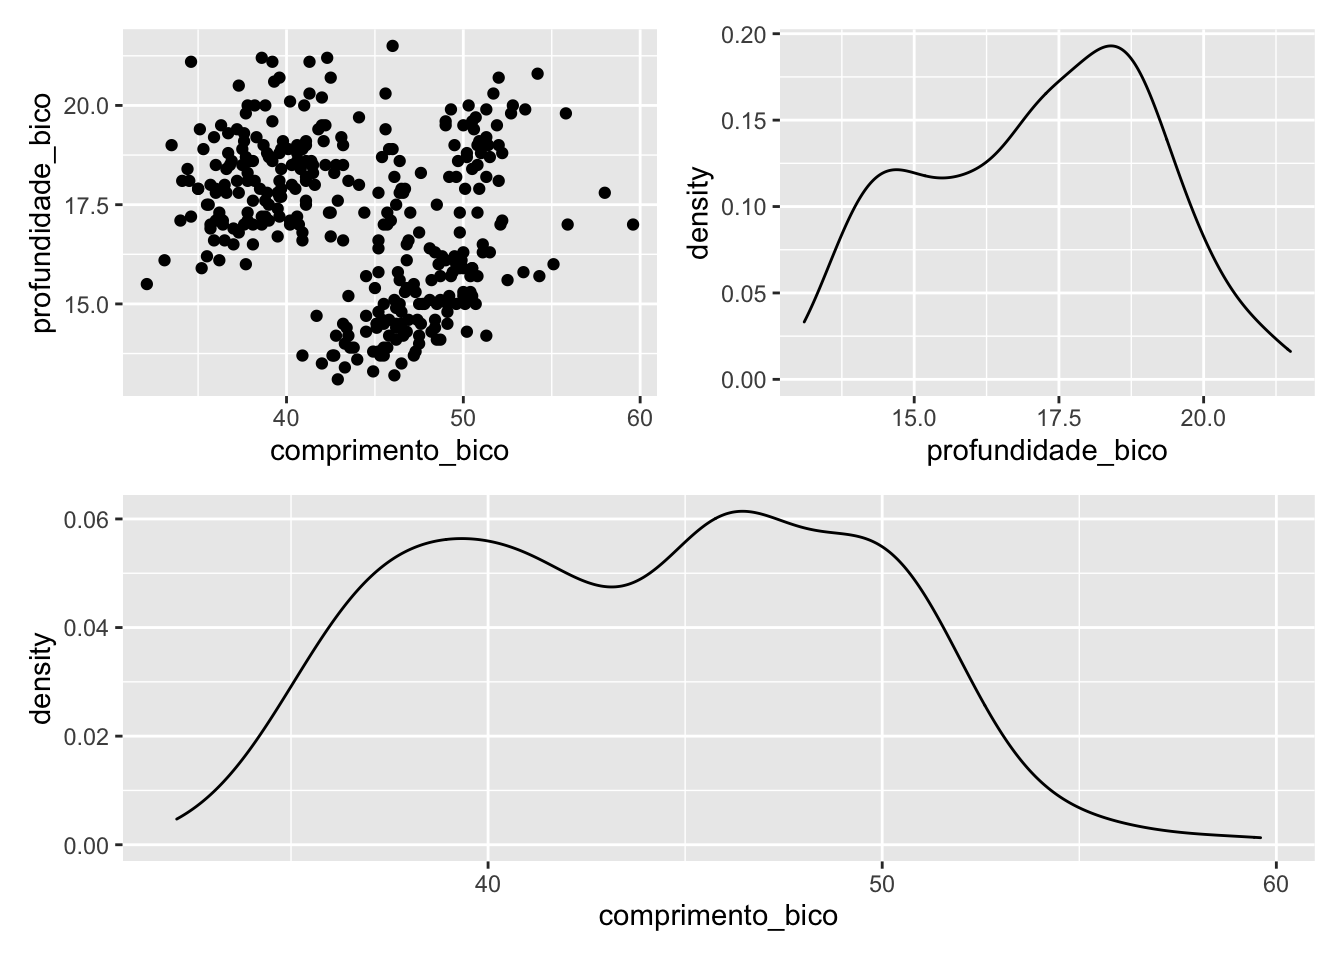 profundidade_bico
20.0
17.5
15.0
40 50 60
comprimento_bico
density
0.20
0.15
0.10
0.05
0.00
15.0 17.5 20.0
profundidade_bico
density
0.06
0.04
0.02
0.00
40 50 60
comprimento_bico